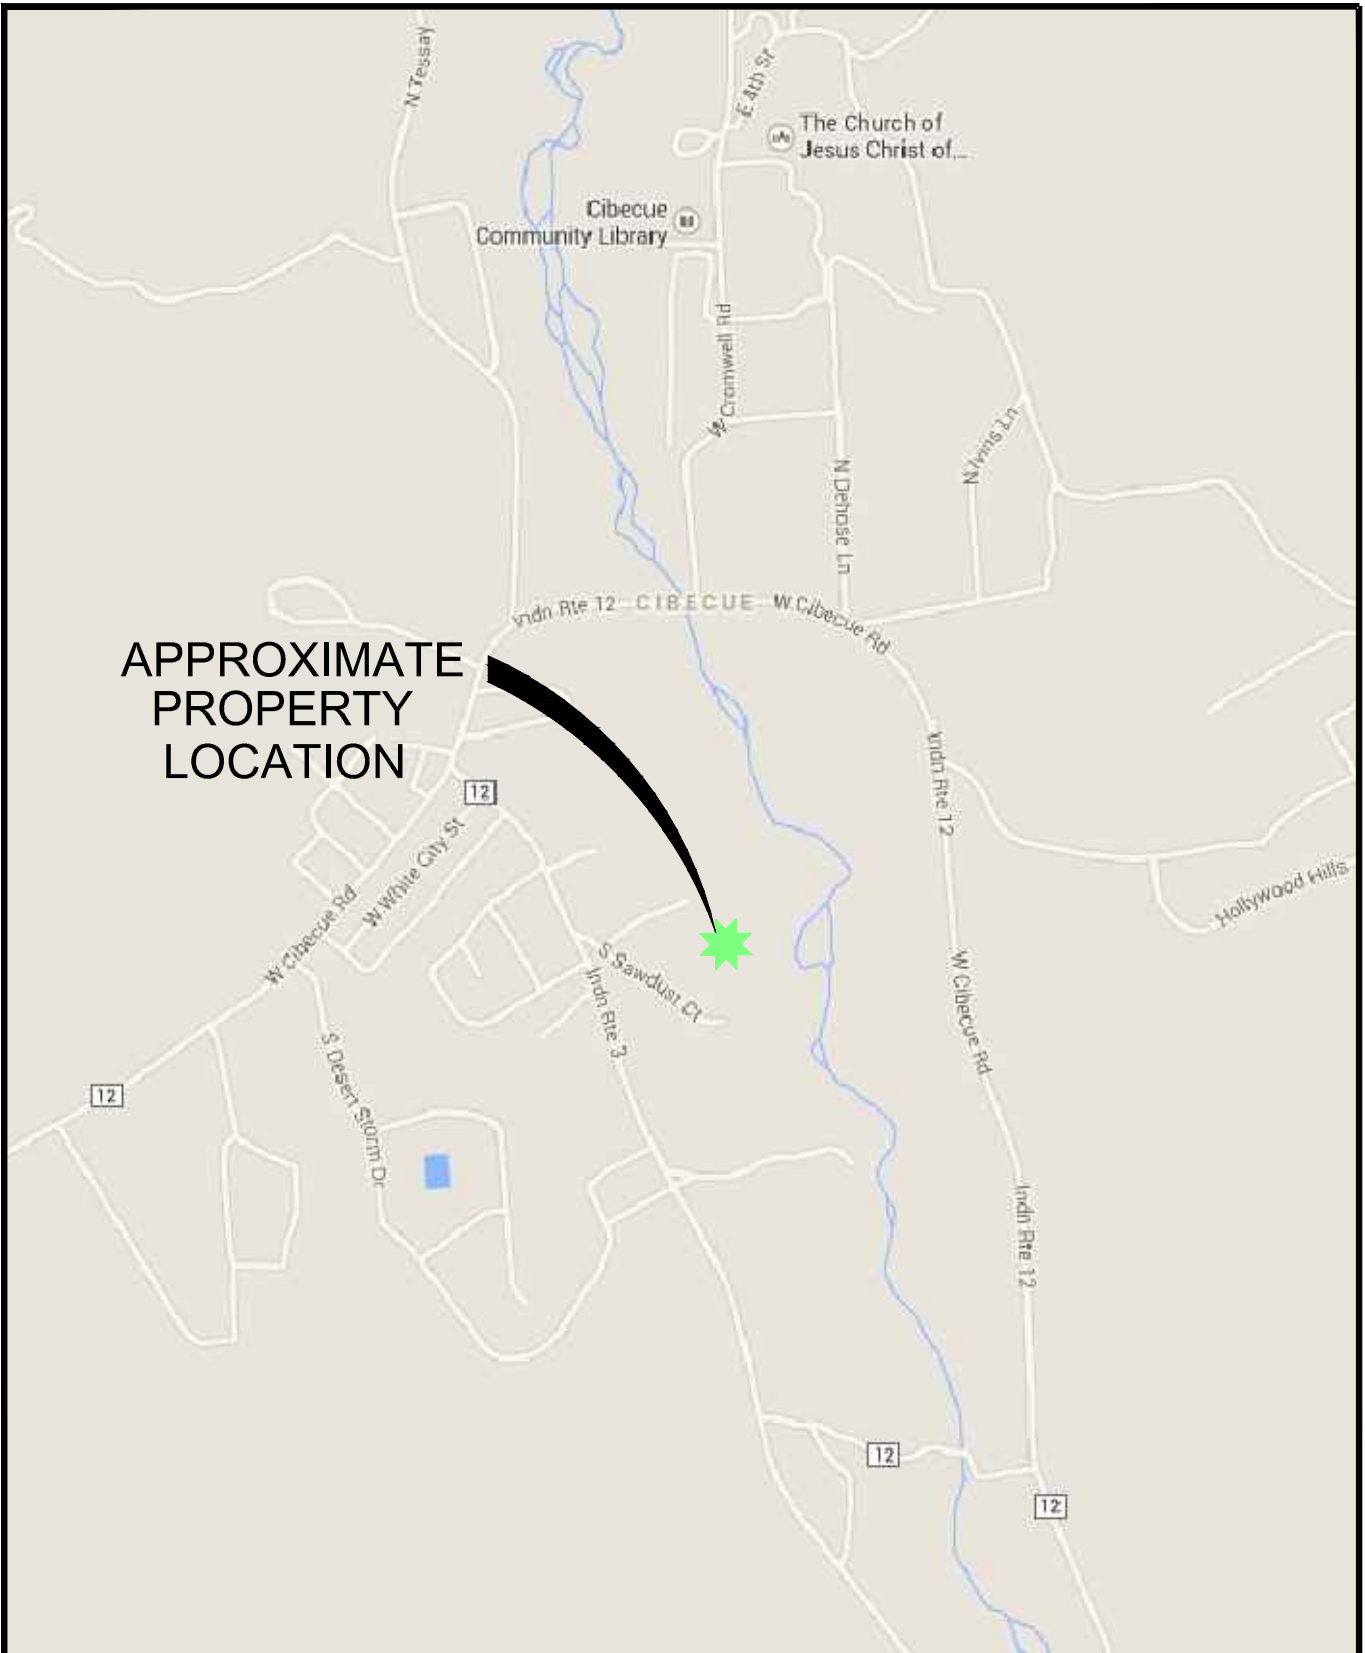 N Tessay
E 4th St
The Church of
Jesus Christ of...
Cibecue
Community Library
W Cromwell Rd
N Ivins Ln
N Dehose Ln
Indn Rte 12
CIBECUE
W Cibecue Rd
APPROXIMATE
PROPERTY
LOCATION
Indn Rte 12
12
W White City St
Hollywood Hills
W Cibecue Rd
S Sawdust Ct
W Cibecue Rd
Indn Rte 3
S Desert Storm Dr
12
Indn Rte 12
12
12